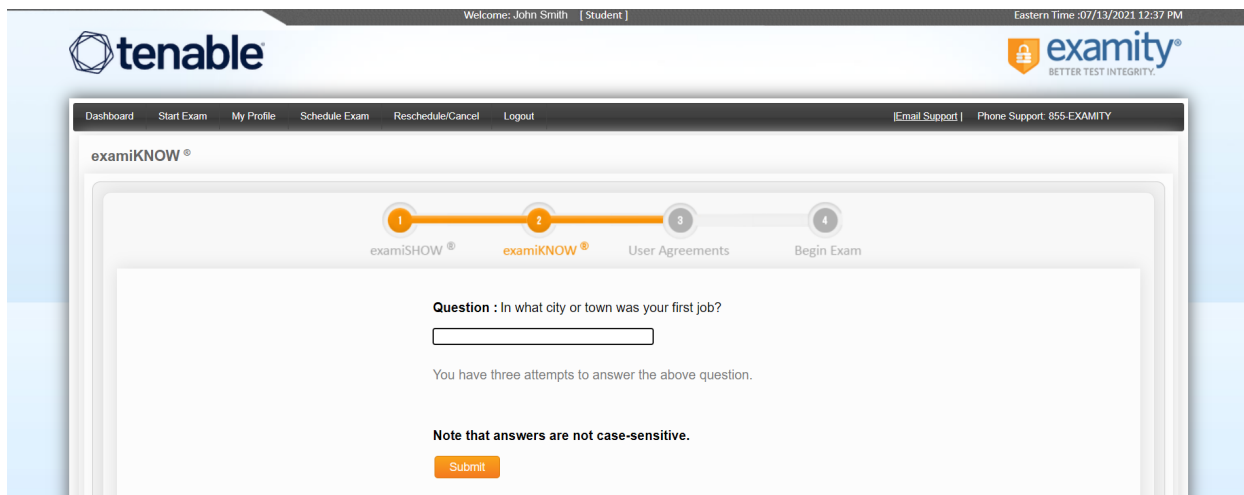 Welcome: John Smith [ Student ] Eastern Time :07/13/2021 12:37 PM
tenable
examity®
BETTER TEST INTEGRITY.
Dashboard Start Exam My Profile Schedule Exam Reschedule/Cancel Logout |Email Support| Phone Support: 855-EXAMITY
examiKNOW ®
1 2 3 4
examiSHOW ® examiKNOW ® User Agreements Begin Exam
Question : In what city or town was your first job?
You have three attempts to answer the above question.
Note that answers are not case-sensitive.
Submit